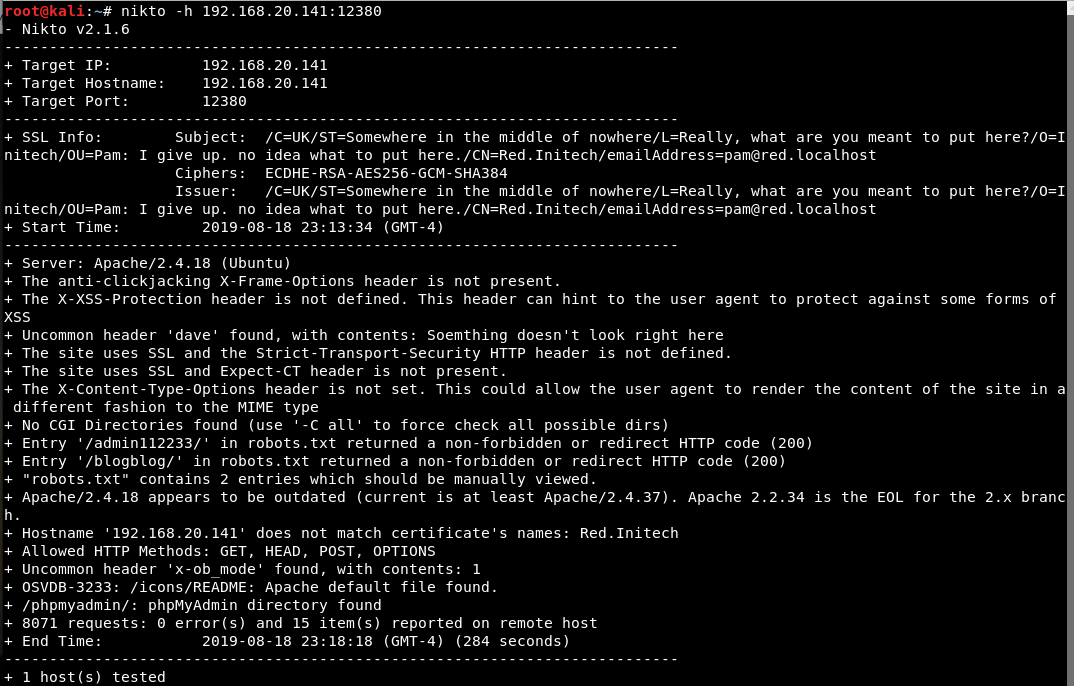 root@kali:~# nikto -h 192.168.20.141:12380
- Nikto v2.1.6
---------------------------------------------------------------------------
+ Target IP:          192.168.20.141
+ Target Hostname:    192.168.20.141
+ Target Port:        12380
---------------------------------------------------------------------------
+ SSL Info:        Subject:  /C=UK/ST=Somewhere in the middle of nowhere/L=Really, what are you meant to put here?/O=I
nitech/OU=Pam: I give up. no idea what to put here./CN=Red.Initech/emailAddress=pam@red.localhost
                   Ciphers:  ECDHE-RSA-AES256-GCM-SHA384
                   Issuer:   /C=UK/ST=Somewhere in the middle of nowhere/L=Really, what are you meant to put here?/O=I
nitech/OU=Pam: I give up. no idea what to put here./CN=Red.Initech/emailAddress=pam@red.localhost
+ Start Time:         2019-08-18 23:13:34 (GMT-4)
---------------------------------------------------------------------------
+ Server: Apache/2.4.18 (Ubuntu)
+ The anti-clickjacking X-Frame-Options header is not present.
+ The X-XSS-Protection header is not defined. This header can hint to the user agent to protect against some forms of
XSS
+ Uncommon header 'dave' found, with contents: Soemthing doesn't look right here
+ The site uses SSL and the Strict-Transport-Security HTTP header is not defined.
+ The site uses SSL and Expect-CT header is not present.
+ The X-Content-Type-Options header is not set. This could allow the user agent to render the content of the site in a
 different fashion to the MIME type
+ No CGI Directories found (use '-C all' to force check all possible dirs)
+ Entry '/admin112233/' in robots.txt returned a non-forbidden or redirect HTTP code (200)
+ Entry '/blogblog/' in robots.txt returned a non-forbidden or redirect HTTP code (200)
+ "robots.txt" contains 2 entries which should be manually viewed.
+ Apache/2.4.18 appears to be outdated (current is at least Apache/2.4.37). Apache 2.2.34 is the EOL for the 2.x branc
h.
+ Hostname '192.168.20.141' does not match certificate's names: Red.Initech
+ Allowed HTTP Methods: GET, HEAD, POST, OPTIONS
+ Uncommon header 'x-ob_mode' found, with contents: 1
+ OSVDB-3233: /icons/README: Apache default file found.
+ /phpmyadmin/: phpMyAdmin directory found
+ 8071 requests: 0 error(s) and 15 item(s) reported on remote host
+ End Time:           2019-08-18 23:18:18 (GMT-4) (284 seconds)
---------------------------------------------------------------------------
+ 1 host(s) tested